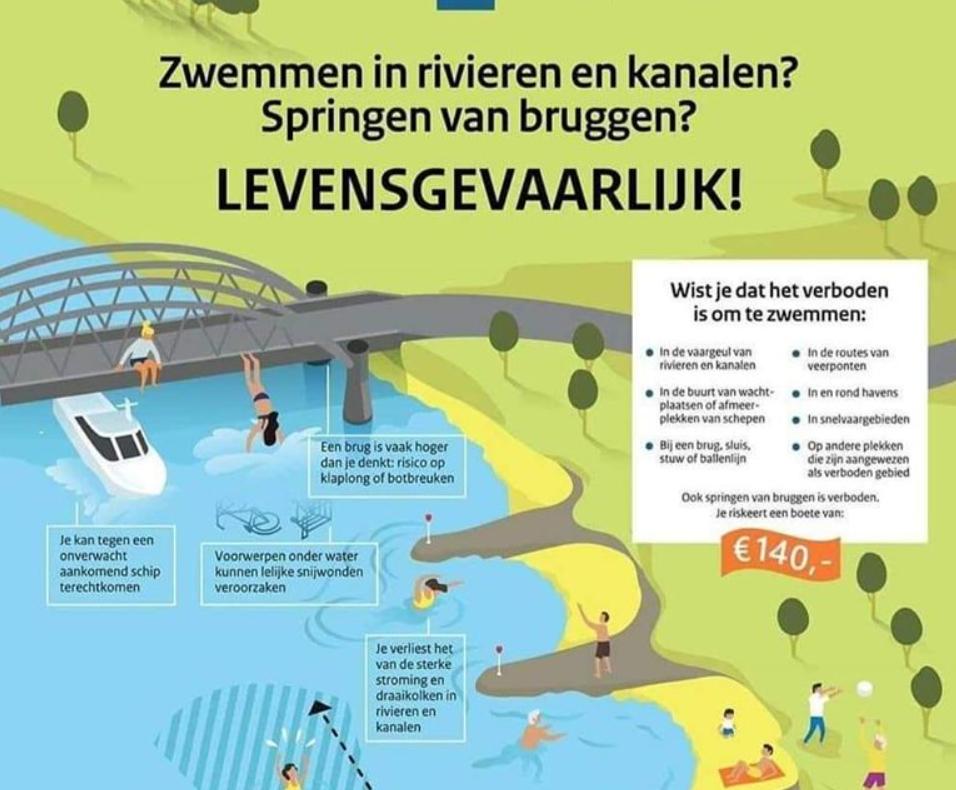 Zwemmen in rivieren en kanalen?
Springen van bruggen?
LEVENSGEVAARLIJK!
Wist je dat het verboden
is om te zwemmen:
• In de vaargeul van
rivieren en kanalen
• In de buurt van wacht-
plaatsen of afmeer-
plekken van schepen
• Bij een brug, sluis,
stuw of ballenlijn
• In de routes van
veerponten
• In en rond havens
• In snelvaargebieden
• Op andere plekken
die zijn aangewezen
als verboden gebied
Ook springen van bruggen is verboden.
Je riskeert een boete van:
€140,-
Een brug is vaak hoger
dan je denkt: risico op
klaplong of botbreuken
Je kan tegen een
onverwacht
aankomend schip
terechtkomen
Voorwerpen onder water
kunnen lelijke snijwonden
veroorzaken
Je verliest het
van de sterke
stroming en
draaikolken in
rivieren en
kanalen